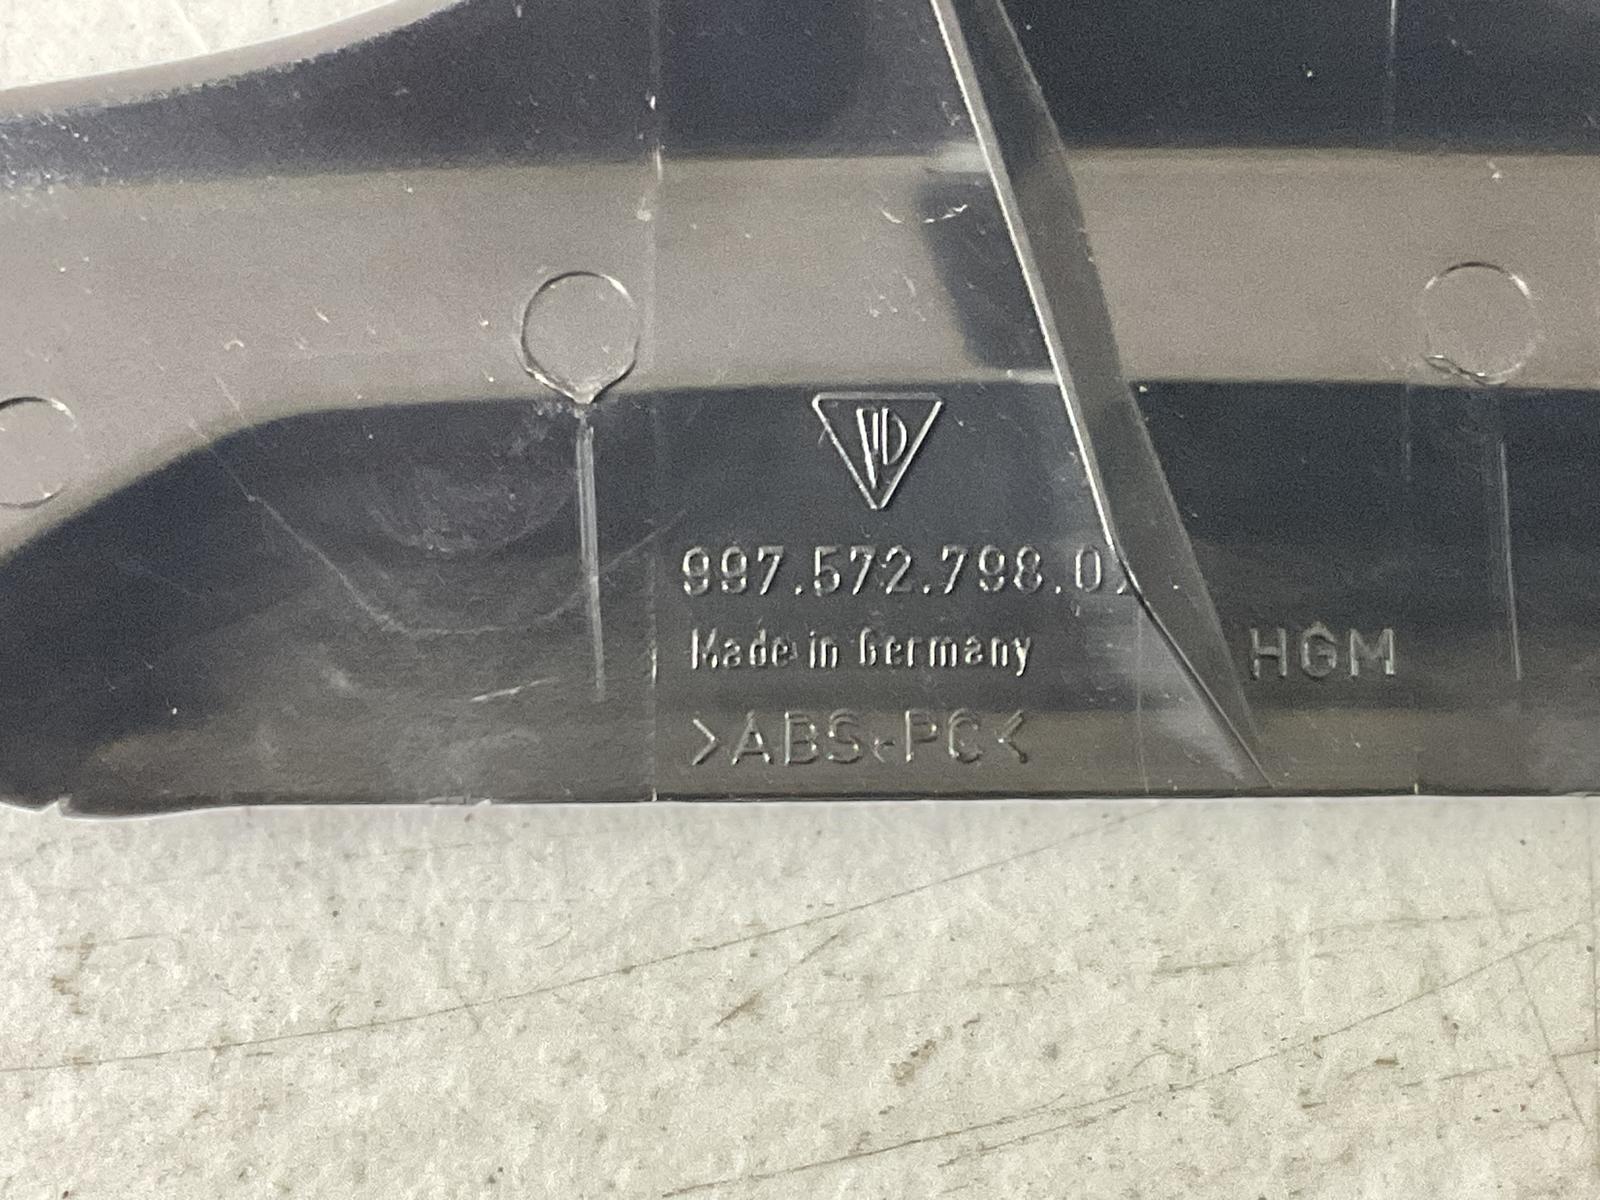 997.572.798.0
Made in Germany
HGM
>ABS+PC<